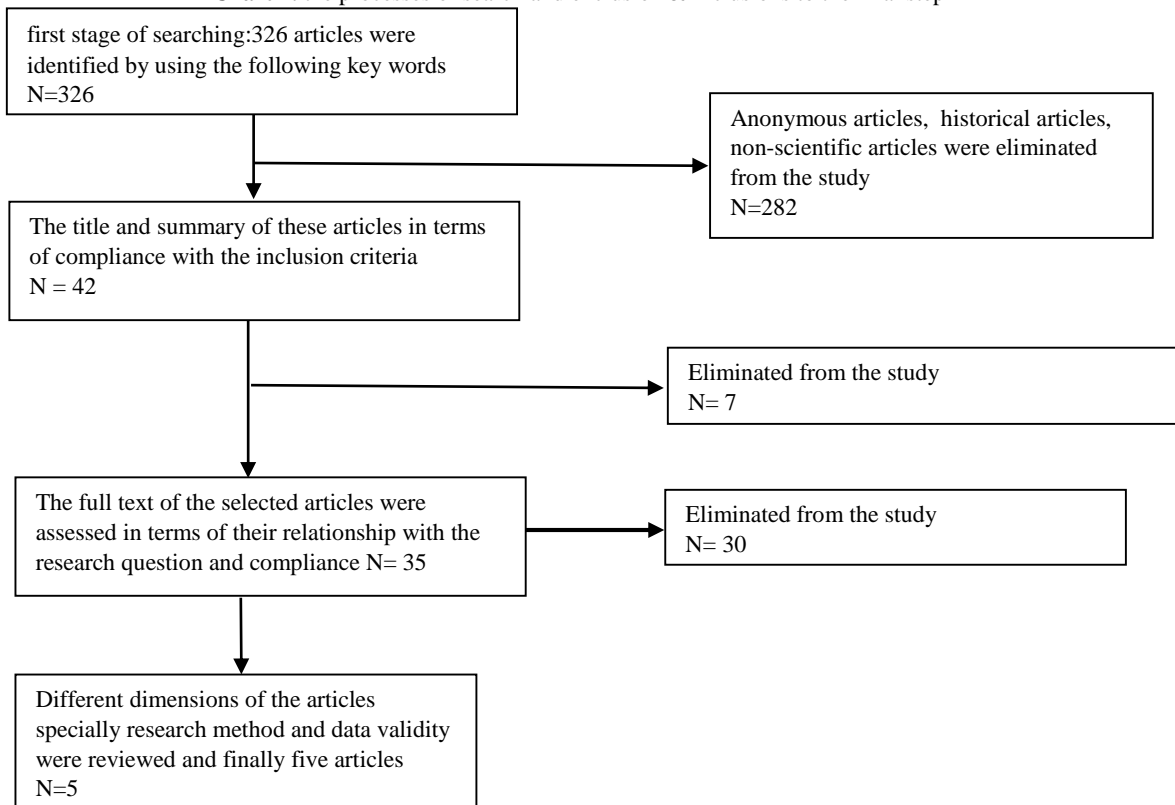 first stage of searching:326 articles were
identified by using the following key words
N=326
Anonymous articles, historical articles,
non-scientific articles were eliminated
from the study
N=282
The title and summary of these articles in terms
of compliance with the inclusion criteria
N = 42
Eliminated from the study
N= 7
The full text of the selected articles were
assessed in terms of their relationship with the
research question and compliance N= 35
Eliminated from the study
N= 30
Different dimensions of the articles
specially research method and data validity
were reviewed and finally five articles
N=5